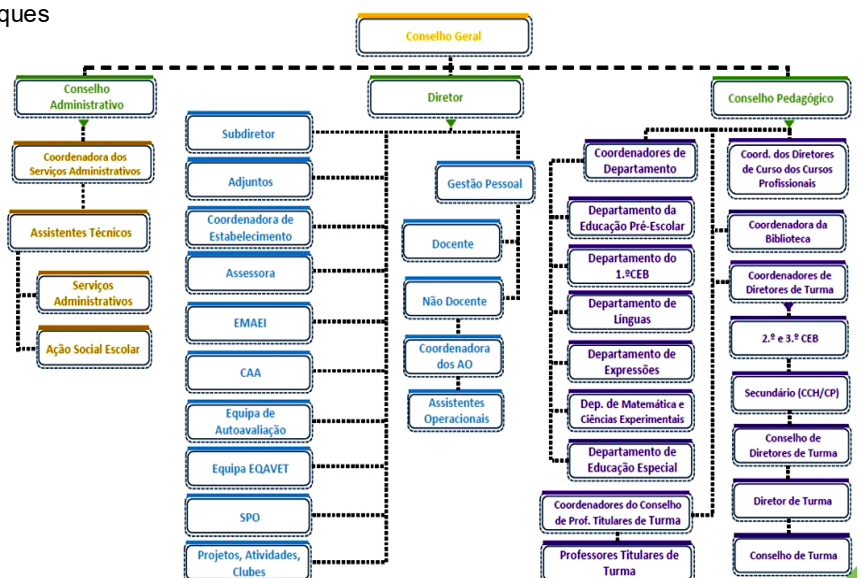 ques
Conselho Geral
Conselho
Administrativo
Diretor
Conselho Pedagógico
Coordenadora dos
Serviços Administrativos
Assistentes Técnicos
Serviços
Administrativos
Ação Social Escolar
Subdiretor
Adjuntos
Coordenadora de
Estabelecimento
Assessora
EMAEI
CAA
Equipa de
Autoavaliação
Equipa EQAVET
SPO
Projetos, Atividades,
Clubes
Gestão Pessoal
Docente
Não Docente
Coordenadora
dos AO
Assistentes
Operacionais
Coordenadores de
Departamento
Departamento da
Educação Pré-Escolar
Departamento do
1.ºCEB
Departamento de
Línguas
Departamento de
Expressões
Dep. de Matemática e
Ciências Experimentais
Departamento de
Educação Especial
Coordenadores do Conselho
de Prof. Titulares de Turma
Professores Titulares de
Turma
Coord. dos Diretores
de Curso dos Cursos
Profissionais
Coordenadora da
Biblioteca
Coordenadores de
Diretores de Turma
2.º e 3.º CEB
Secundário (CCH/CP)
Conselho de
Diretores de Turma
Diretor de Turma
Conselho de Turma